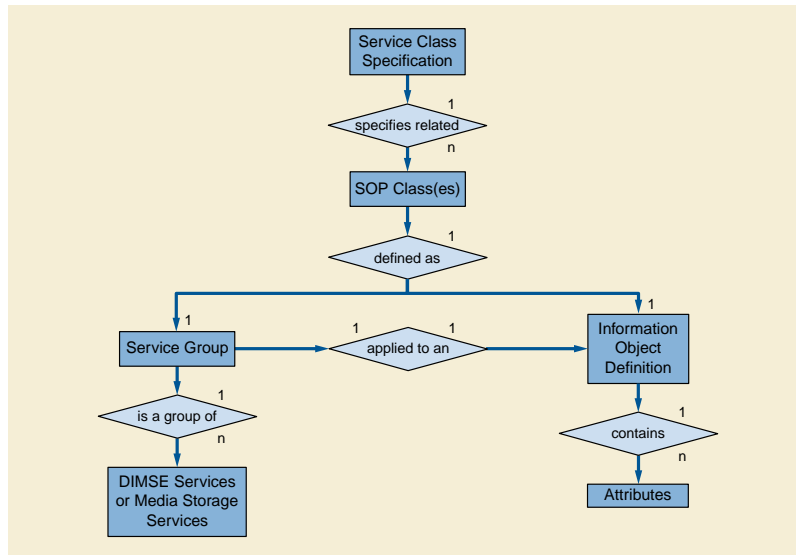 Service Class
Specification
1
specifies related
n
SOP Class(es)
1
defined as
1
1
Service Group
1
1
applied to an
Information
Object
Definition
1
is a group of
n
1
contains
n
DIMSE Services
or Media Storage
Services
Attributes